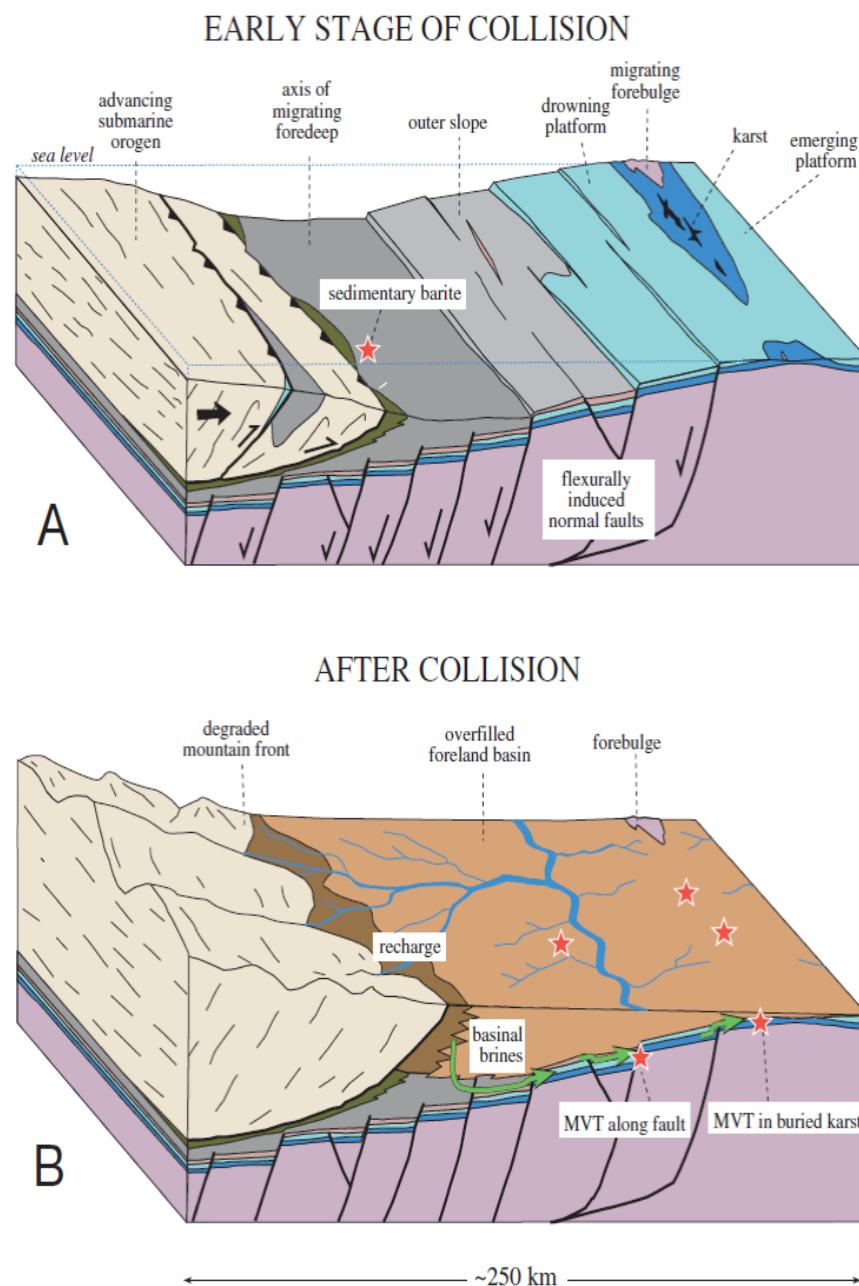 EARLY STAGE OF COLLISION
advancing
submarine
orogen
axis of
migrating
foredeep
outer slope
drowning
platform
migrating
forebulge
karst
emerging
platform
sea level
sedimentary barite
flexurally
induced
normal faults
A
AFTER COLLISION
degraded
mountain front
overfilled
foreland basin
forebulge
recharge
basinal
brines
MVT along fault
MVT in buried karst
B
~250 km